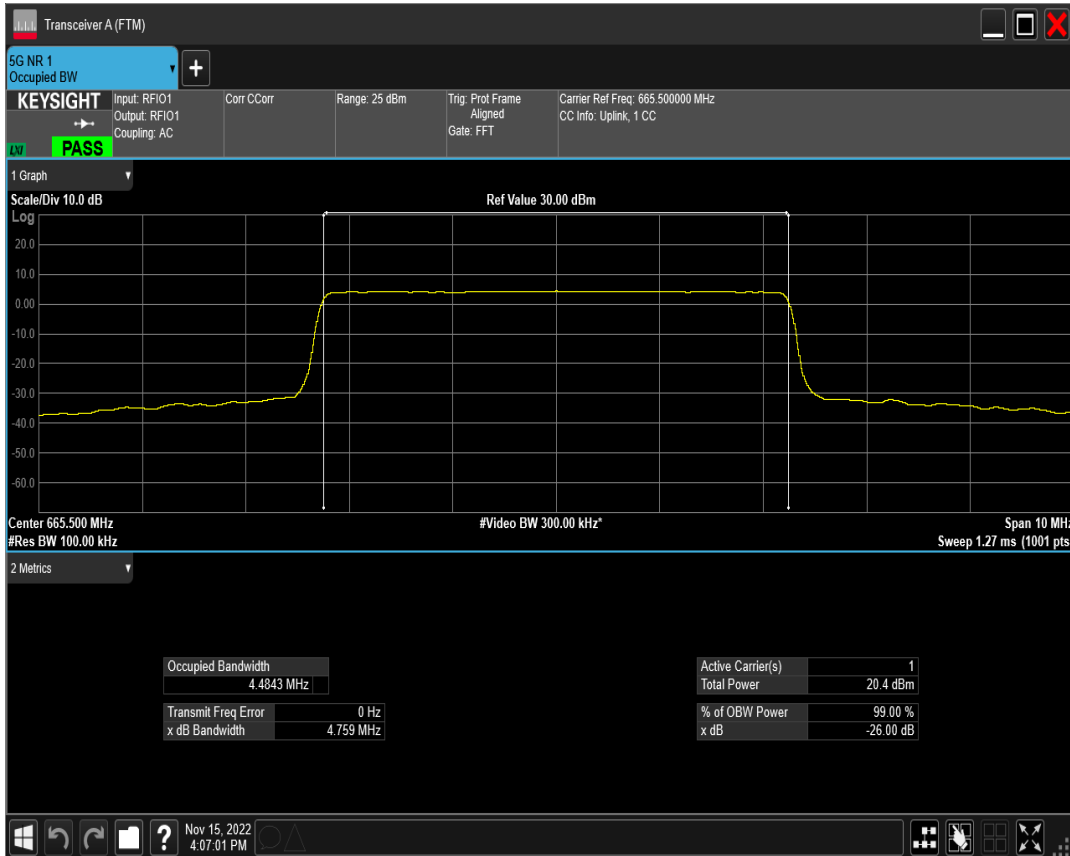 Transceiver A (FTM)
5G NR 1
Occupied BW
+
KEYSIGHT
LXI
PASS
Input: RFIO1
Output: RFIO1
Coupling: AC
Corr CCorr
Range: 25 dBm
Trig: Prot Frame
Aligned
Gate: FFT
Carrier Ref Freq: 665.500000 MHz
CC Info: Uplink, 1 CC
1 Graph
Scale/Div 10.0 dB
Ref Value 30.00 dBm
Log
20.0
10.0
0.00
-10.0
-20.0
-30.0
-40.0
-50.0
-60.0
Center 665.500 MHz
#Video BW 300.00 kHz*
Span 10 MHz
#Res BW 100.00 kHz
Sweep 1.27 ms (1001 pts
2 Metrics
Occupied Bandwidth
4.4843 MHz
Transmit Freq Error 0 Hz
x dB Bandwidth 4.759 MHz
Active Carrier(s) 1
Total Power 20.4 dBm
% of OBW Power 99.00 %
x dB -26.00 dB
?
Nov 15, 2022
4:07:01 PM